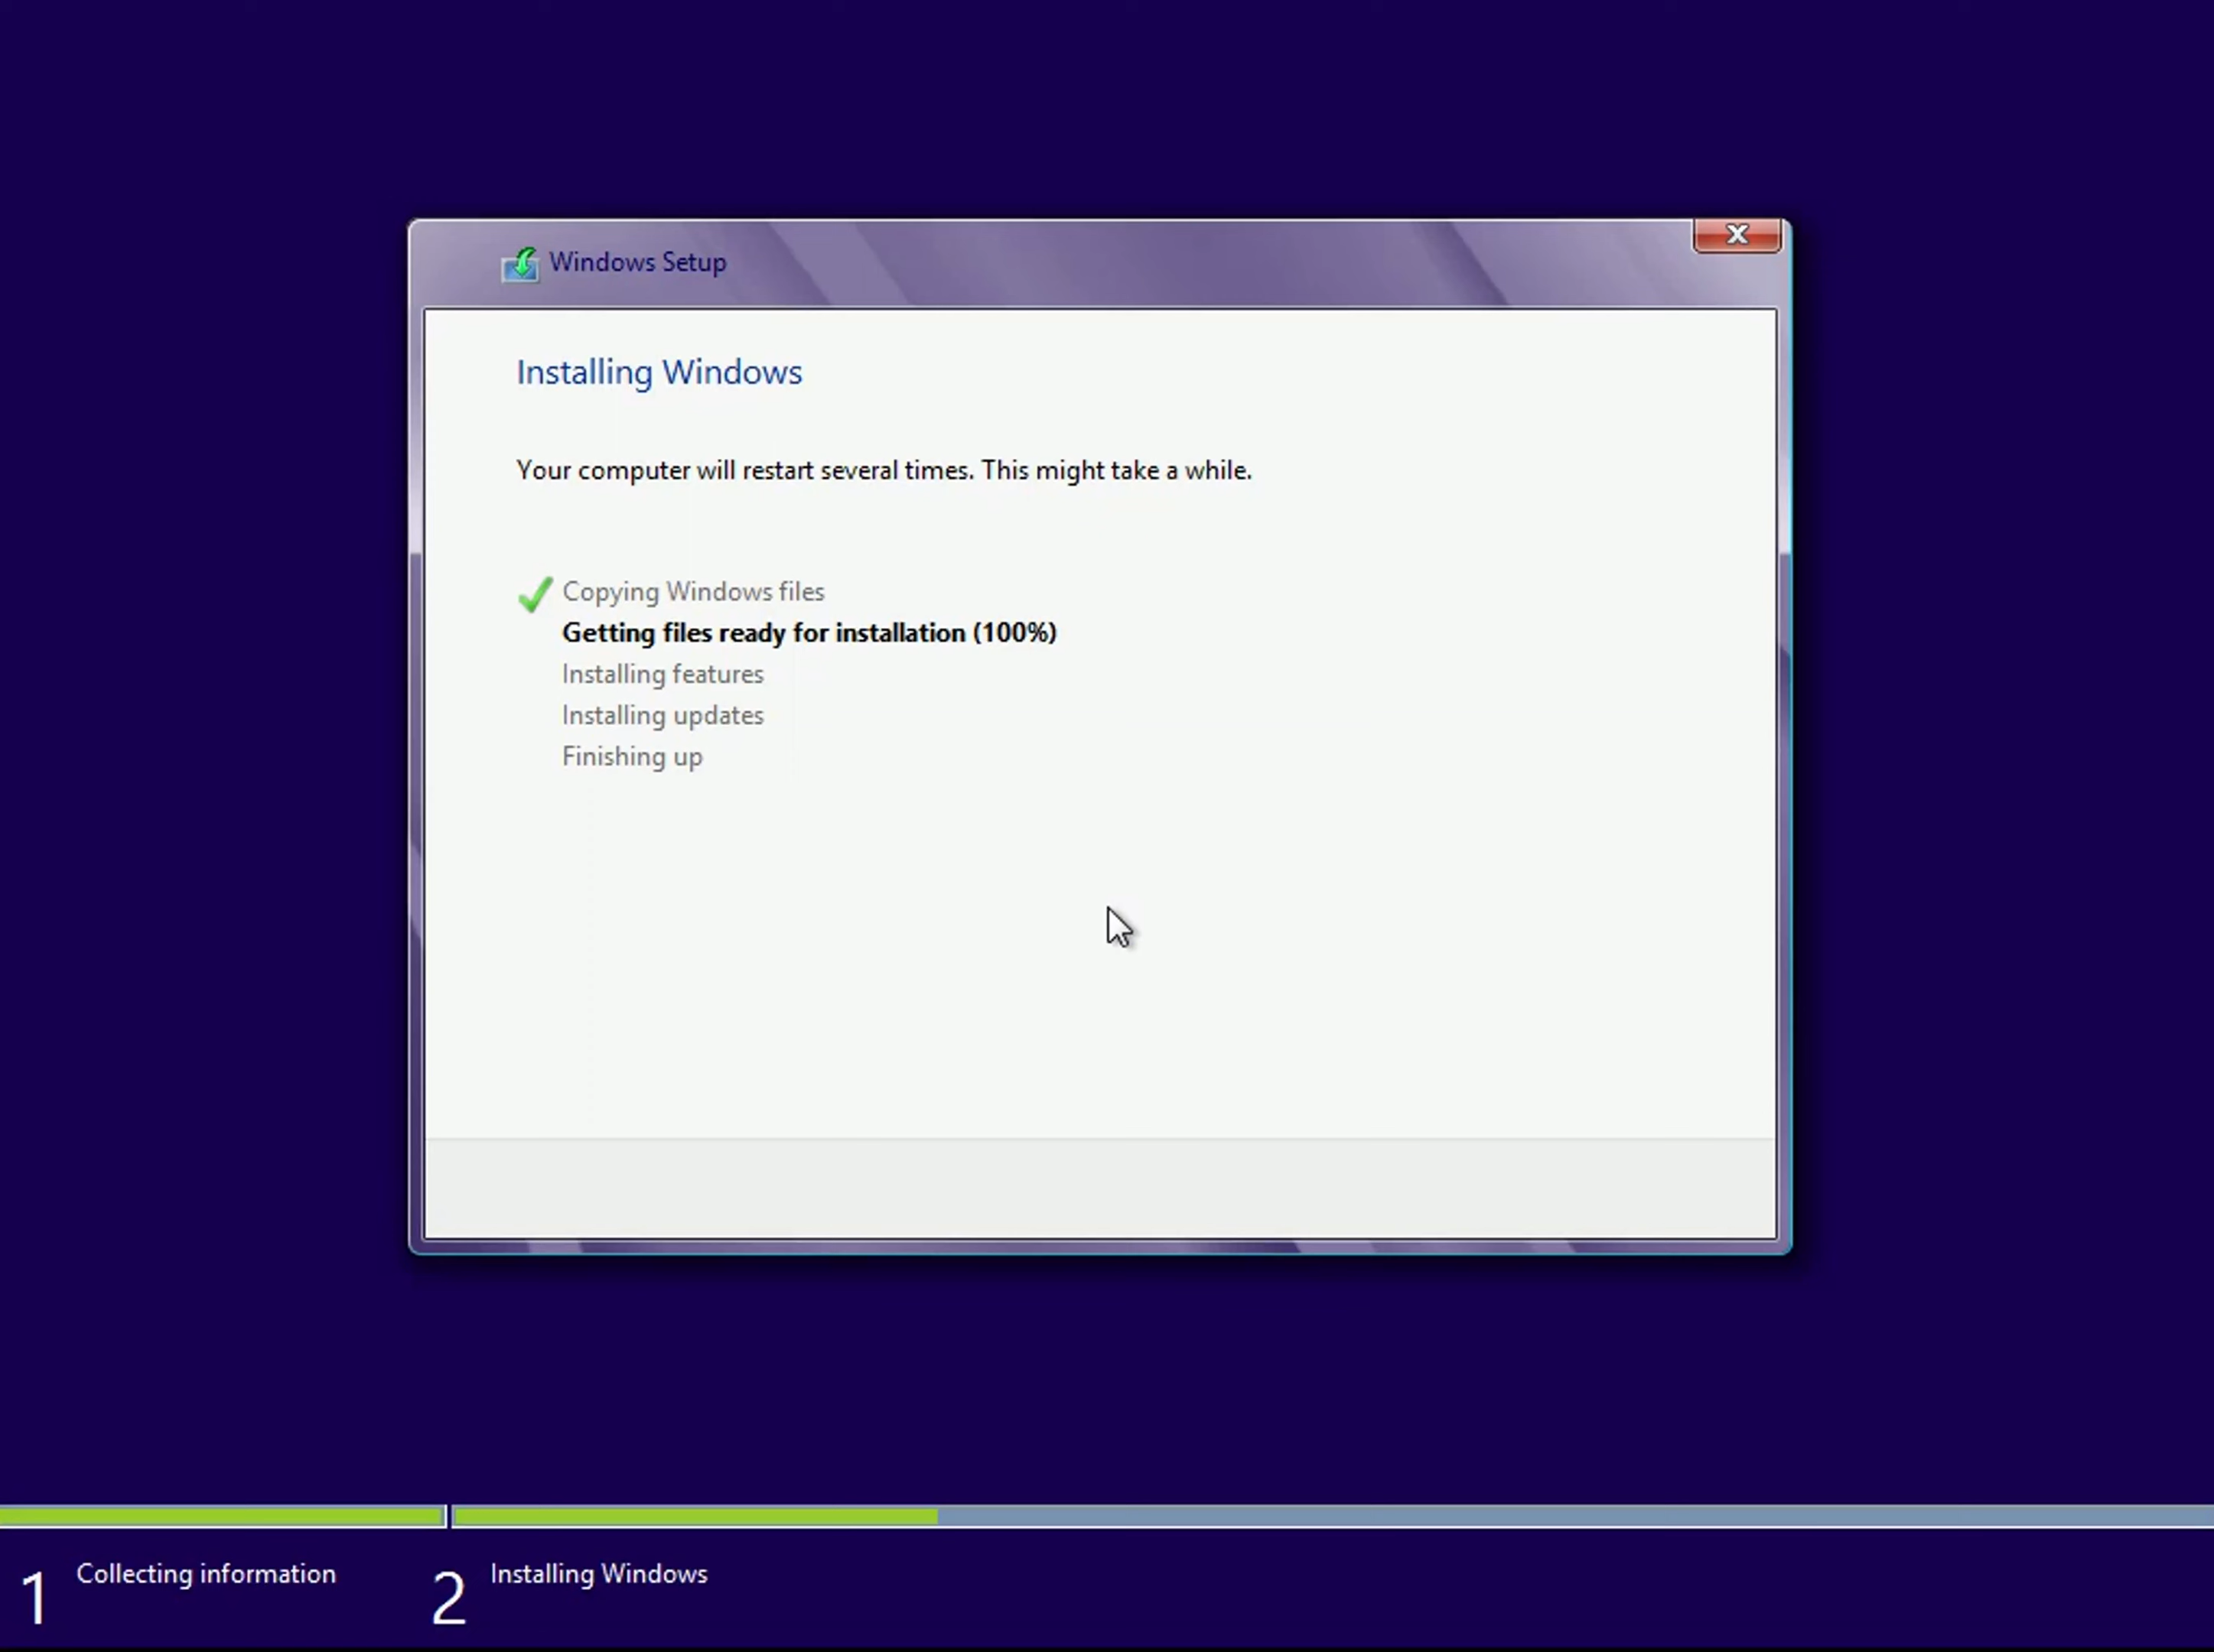 Windows Setup
Installing Windows
Your computer will restart several times. This might take a while.
Copying Windows files
Getting files ready for installation (100%)
Installing features
Installing updates
Finishing up
1 Collecting information
2 Installing Windows